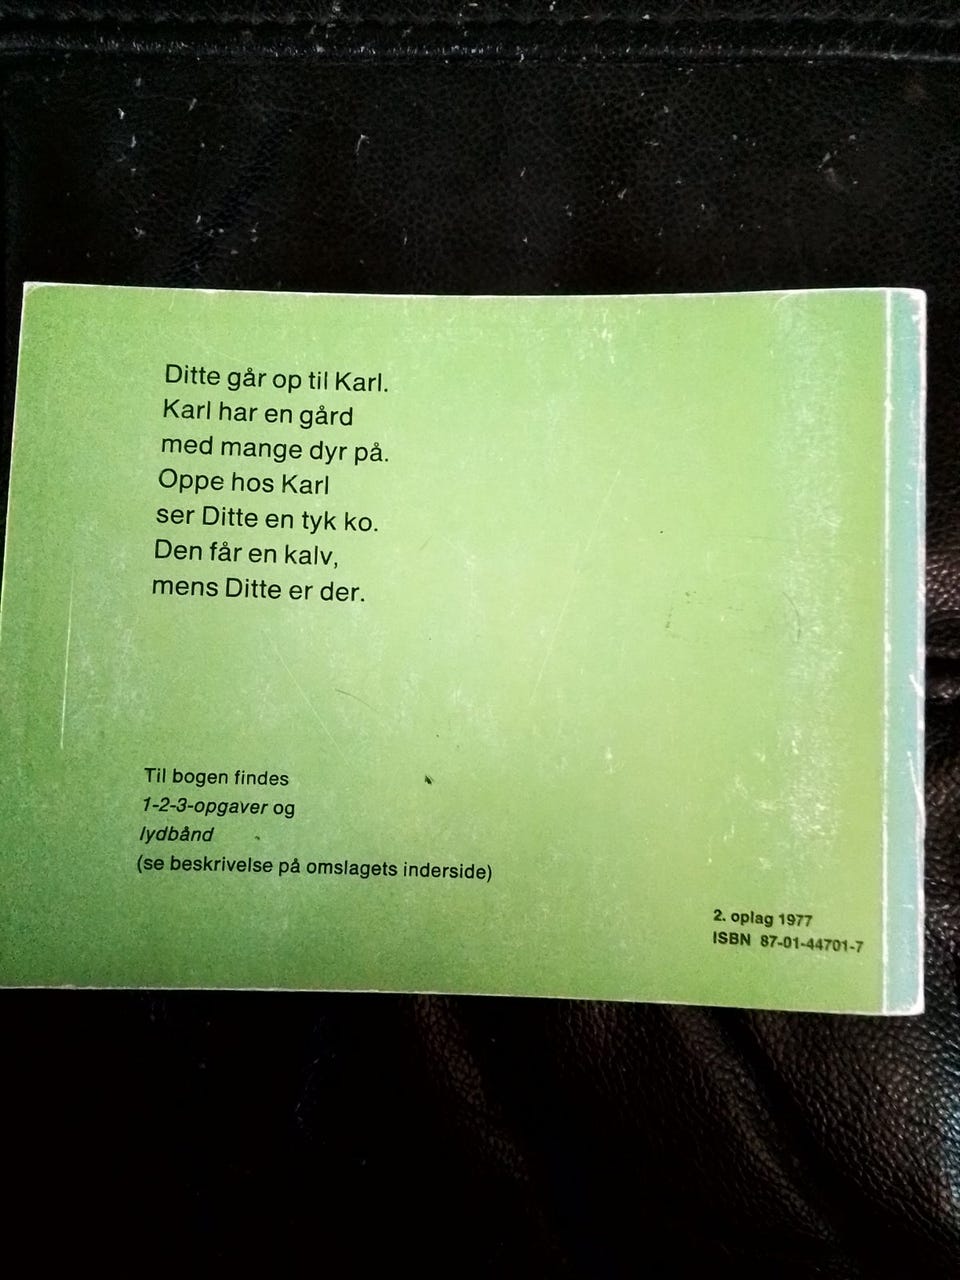 Ditte går op til Karl.
Karl har en gård
med mange dyr på.
Oppe hos Karl
ser Ditte en tyk ko.
Den får en kalv,
mens Ditte er der.
Til bogen findes
1-2-3-opgaver og
lydbånd
(se beskrivelse på omslagets inderside)
2. oplag 1977
ISBN 87-01-44701-7